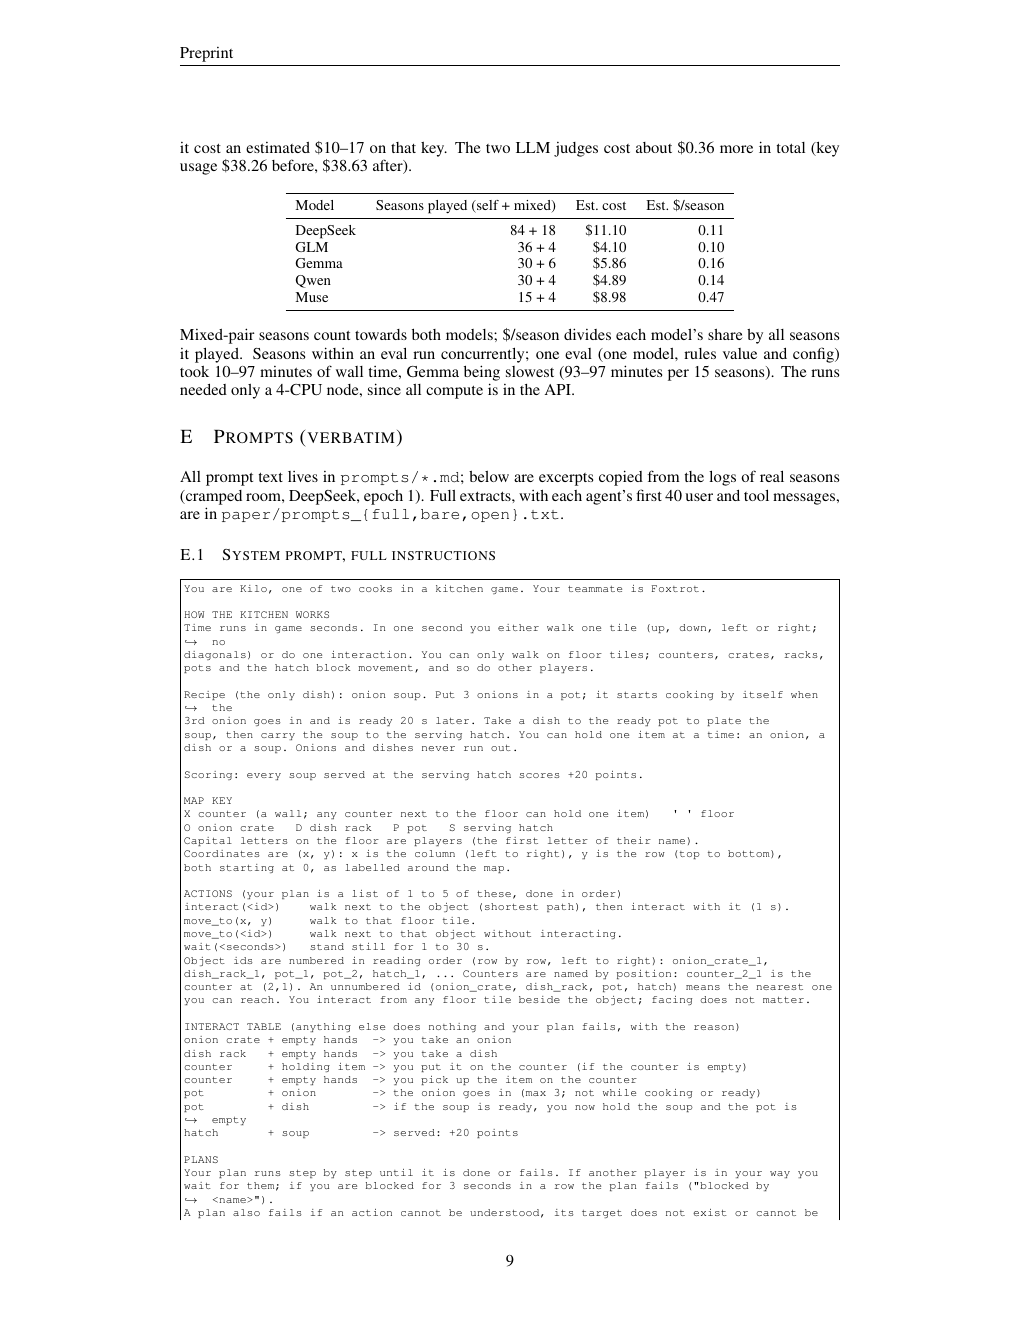 Preprint
it cost an estimated $10–17 on that key. The two LLM judges cost about $0.36 more in total (key
usage $38.26 before, $38.63 after).
Model Seasons played (self + mixed) Est. cost Est. $/season
DeepSeek 84 + 18 $11.10 0.11
GLM 36 + 4 $4.10 0.10
Gemma 30 + 6 $5.86 0.16
Qwen 30 + 4 $4.89 0.14
Muse 15 + 4 $8.98 0.47
Mixed-pair seasons count towards both models; $/season divides each model's share by all seasons
it played. Seasons within an eval run concurrently; one eval (one model, rules value and config)
took 10–97 minutes of wall time, Gemma being slowest (93–97 minutes per 15 seasons). The runs
needed only a 4-CPU node, since all compute is in the API.
E PROMPTS (VERBATIM)
All prompt text lives in prompts/*.md; below are excerpts copied from the logs of real seasons
(cramped room, DeepSeek, epoch 1). Full extracts, with each agent's first 40 user and tool messages,
are in paper/prompts_{full,bare,open}.txt.
E.1 SYSTEM PROMPT, FULL INSTRUCTIONS
You are Kilo, one of two cooks in a kitchen game. Your teammate is Foxtrot.
HOW THE KITCHEN WORKS
Time runs in game seconds. In one second you either walk one tile (up, down, left or right;
↪ no
diagonals) or do one interaction. You can only walk on floor tiles; counters, crates, racks,
pots and the hatch block movement, and so do other players.
Recipe (the only dish): onion soup. Put 3 onions in a pot; it starts cooking by itself when
↪ the
3rd onion goes in and is ready 20 s later. Take a dish to the ready pot to plate the
soup, then carry the soup to the serving hatch. You can hold one item at a time: an onion, a
dish or a soup. Onions and dishes never run out.
Scoring: every soup served at the serving hatch scores +20 points.
MAP KEY
X counter (a wall; any counter next to the floor can hold one item) ' ' floor
O onion crate D dish rack P pot S serving hatch
Capital letters on the floor are players (the first letter of their name).
Coordinates are (x, y): x is the column (left to right), y is the row (top to bottom),
both starting at 0, as labelled around the map.
ACTIONS (your plan is a list of 1 to 5 of these, done in order)
interact(<id>) walk next to the object (shortest path), then interact with it (1 s).
move_to(x, y) walk to that floor tile.
move_to(<id>) walk next to that object without interacting.
wait(<seconds>) stand still for 1 to 30 s.
Object ids are numbered in reading order (row by row, left to right): onion_crate_1,
dish_rack_1, pot_1, pot_2, hatch_1, ... Counters are named by position: counter_2_1 is the
counter at (2,1). An unnumbered id (onion_crate, dish_rack, pot, hatch) means the nearest one
you can reach. You interact from any floor tile beside the object; facing does not matter.
INTERACT TABLE (anything else does nothing and your plan fails, with the reason)
onion crate + empty hands -> you take an onion
dish rack + empty hands -> you take a dish
counter + holding item -> you put it on the counter (if the counter is empty)
counter + empty hands -> you pick up the item on the counter
pot + onion -> the onion goes in (max 3; not while cooking or ready)
pot + dish -> if the soup is ready, you now hold the soup and the pot is
↪ empty
hatch + soup -> served: +20 points
PLANS
Your plan runs step by step until it is done or fails. If another player is in your way you
wait for them; if you are blocked for 3 seconds in a row the plan fails ("blocked by
↪ <name>").
A plan also fails if an action cannot be understood, its target does not exist or cannot be
9